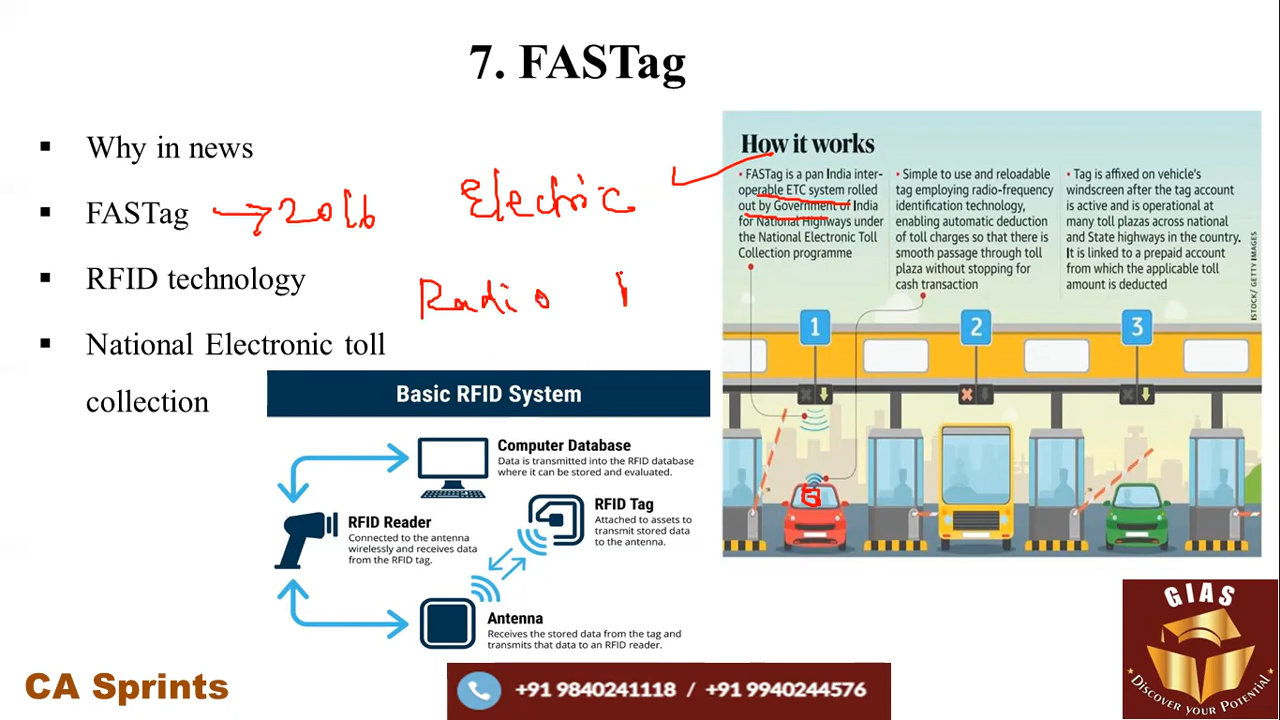 7. FASTag
Why in news
FASTag
2016
RFID technology
National Electronic toll
collection
Electric
Radio
How it works
FASTag is a pan India inter-
operable ETC system rolled
out by Government of India
for National Highways under
the National Electronic Toll
Collection programme
Simple to use and reloadable
tag employing radio-frequency
identification technology,
enabling automatic deduction
of toll charges so that there is
smooth passage through toll
plaza without stopping for
cash transaction
Tag is affixed on vehicle's
windscreen after the tag account
is active and is operational at
many toll plazas across national
and State highways in the country.
It is linked to a prepaid account
from which the applicable toll
amount is deducted
ISTOCK/ GETTY IMAGES
1
2
3
Basic RFID System
Computer Database
Data is transmitted into the RFID database
where it can be stored and evaluated.
RFID Tag
Attached to assets to
transmit stored data
to the antenna.
RFID Reader
Connected to the antenna
wirelessly and receives data
from the RFID tag.
Antenna
Receives the stored data from the tag and
transmits that data to an RFID reader.
CA Sprints
+91 9840241118 / +91 9940244576
GIAS
DISCOVER YOUR POTENTIAL